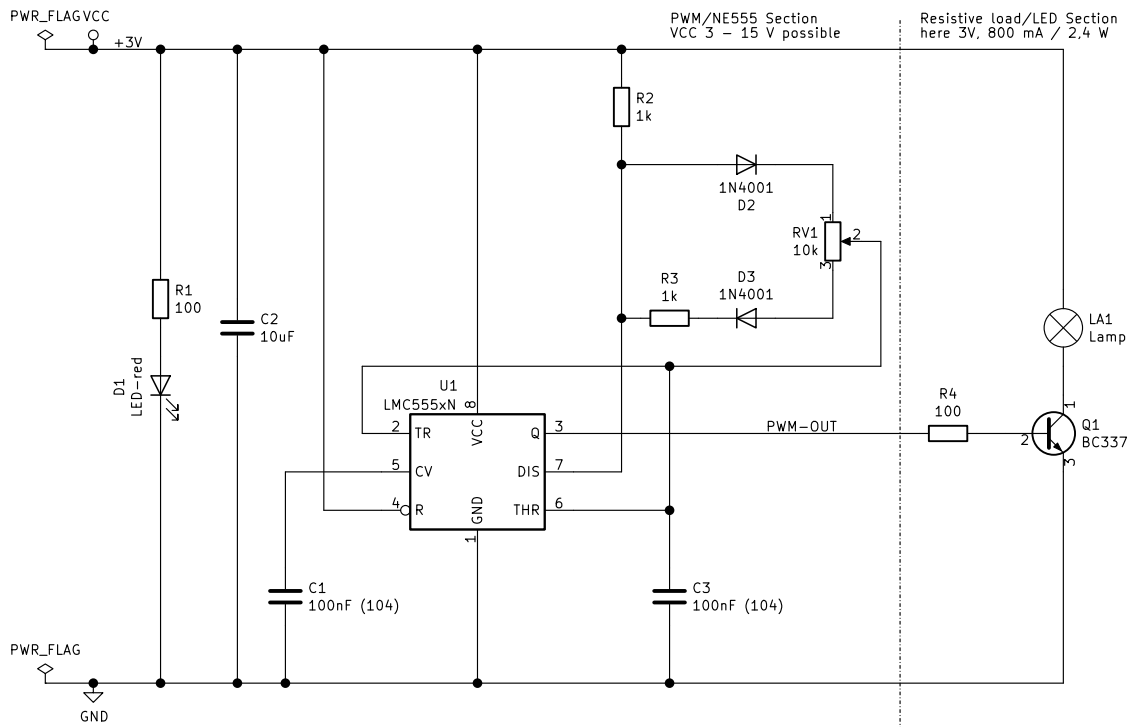 PWR_FLAG VCC
+3V
PWM/NE555 Section
VCC 3 – 15 V possible
Resistive load/LED Section
here 3V, 800 mA / 2,4 W
R2
1k
1N4001
D2
1
RV1
10k
2
3
R3
1k
D3
1N4001
R1
100
C2
10uF
D1
LED-red
LA1
Lamp
U1
LMC555xN
8
VCC
2
TR
Q
3
PWM-OUT
R4
100
1
2
Q1
BC337
3
5
CV
DIS
7
4
R
GND
THR
6
1
C1
100nF (104)
C3
100nF (104)
PWR_FLAG
GND